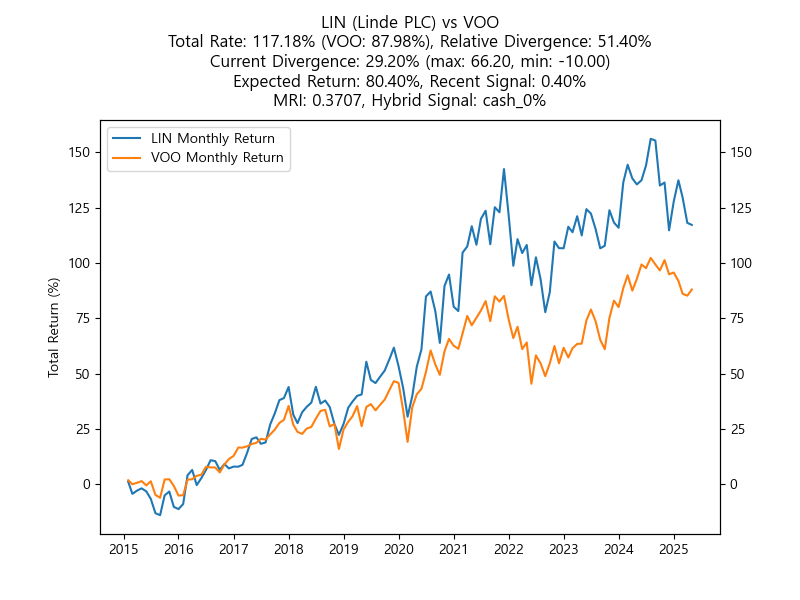 LIN (Linde PLC) vs VOO
Total Rate: 117.18% (VOO: 87.98%), Relative Divergence: 51.40%
Current Divergence: 29.20% (max: 66.20, min: -10.00)
Expected Return: 80.40%, Recent Signal: 0.40%
MRI: 0.3707, Hybrid Signal: cash_0%
LIN Monthly Return
VOO Monthly Return
Total Return (%)
150
125
100
75
50
25
0
150
125
100
75
50
25
0
2015 2016 2017 2018 2019 2020 2021 2022 2023 2024 2025